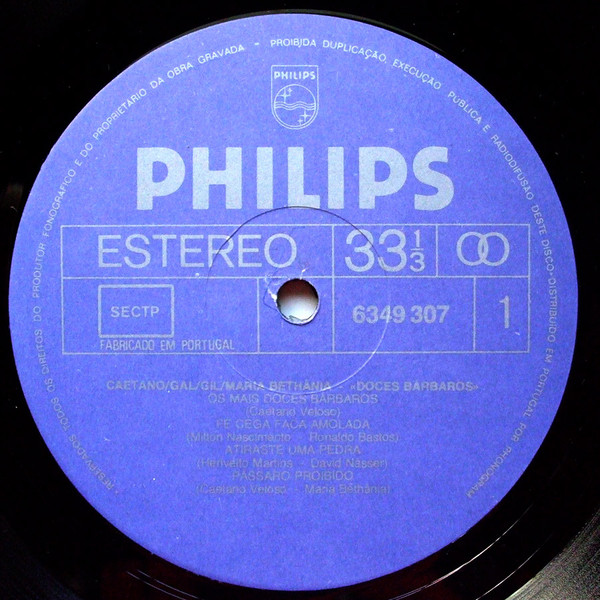 RESERVADOS TODOS OS DIREITOS DO PRODUTOR FONOGRÁFICO E DO PROPRIETÁRIO DA OBRA GRAVADA - PROIBIDA DUPLICAÇÃO, EXECUÇÃO PÚBLICA E RADIODIFUSÃO DESTE DISCO - DISTRIBUÍDO EM PORTUGAL POR PHONOGRAM
PHILIPS
PHILIPS
ESTEREO 33 1/3
SECTP 6349 307 1
FABRICADO EM PORTUGAL
CAETANO/GAL/GIL/MARIA BETHÂNIA - «DOCES BÁRBAROS»
OS MAIS DOCES BÁRBAROS
(Caetano Veloso)
FÉ CEGA FACA AMOLADA
(Milton Nascimento - Ronaldo Bastos)
ATIRASTE UMA PEDRA
(Herivelto Martins - David Nasser)
PÁSSARO PROIBIDO
(Caetano Veloso - Maria Bethânia)